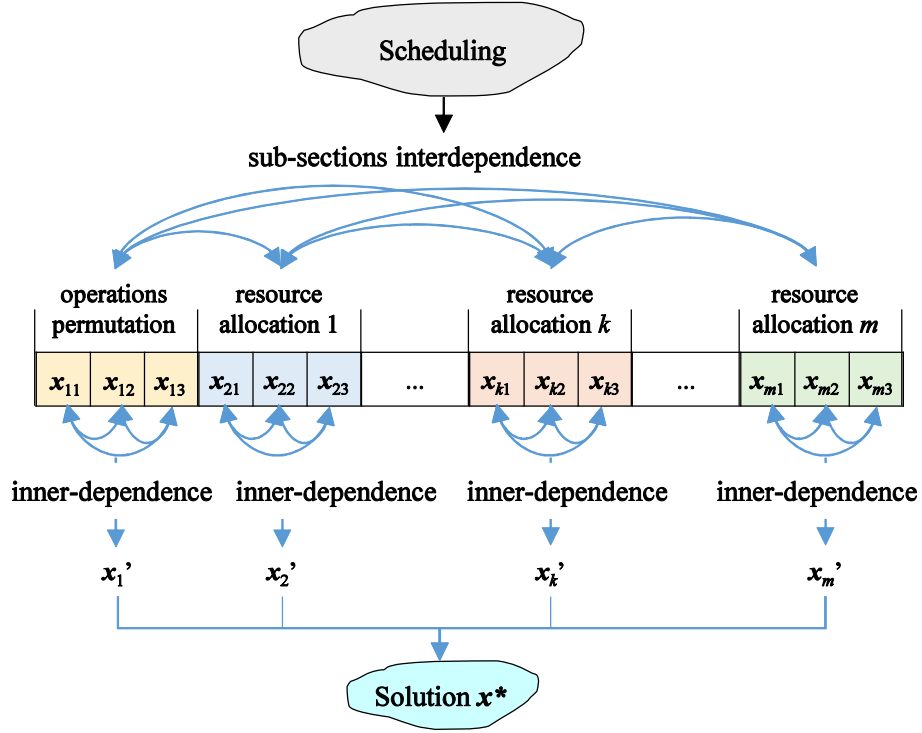 Scheduling
sub-sections interdependence
operations permutation
resource allocation 1
resource allocation k
resource allocation m
x11 x12 x13 x21 x22 x23 ... xk1 xk2 xk3 ... xm1 xm2 xm3
inner-dependence inner-dependence inner-dependence inner-dependence
x1’ x2’ xk’ xm’
Solution x*